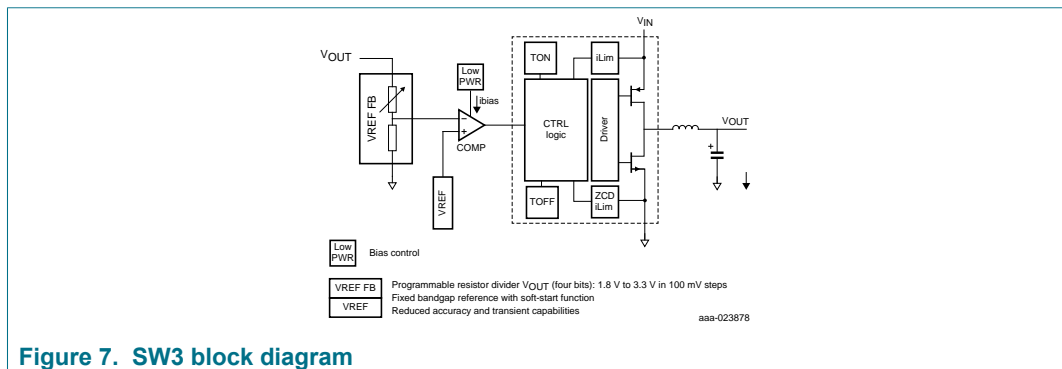 VIN
VOUT
TON
iLim
Low
PWR
ibias
VREF FB
CTRL
logic
Driver
VOUT
−
+
COMP
+
VREF
TOFF
ZCD
iLim
Low
PWR
Bias control
VREF FB
Programmable resistor divider VOUT (four bits): 1.8 V to 3.3 V in 100 mV steps
Fixed bandgap reference with soft-start function
VREF
Reduced accuracy and transient capabilities
aaa-023878
Figure 7. SW3 block diagram